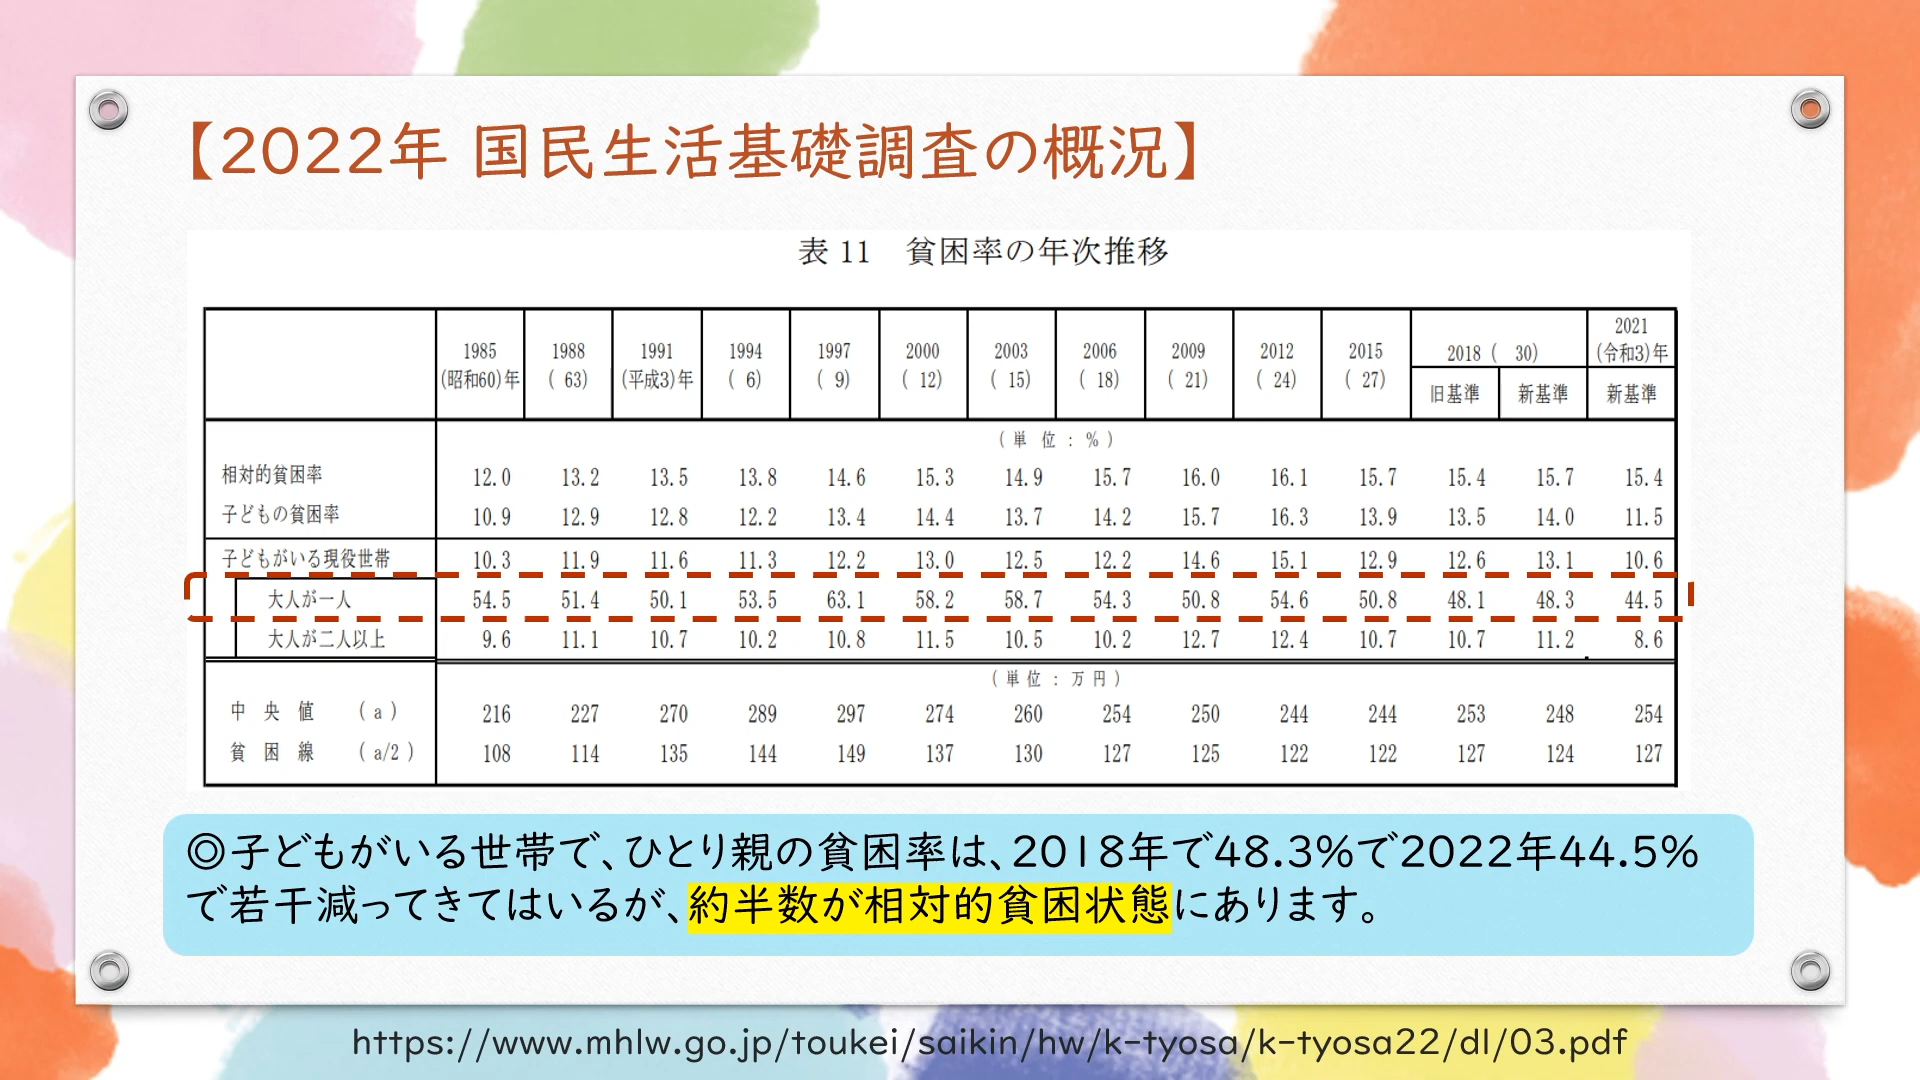 【2022年 国民生活基礎調査の概況】
表 11　貧困率の年次推移
1985 1988 1991 1994 1997 2000 2003 2006 2009 2012 2015 2018 (　30) 2021
(昭和60)年 ( 63) (平成3)年 ( 6) ( 9) ( 12) ( 15) ( 18) ( 21) ( 24) ( 27) (令和3)年
旧基準 新基準 新基準
(単 位 : %)
相対的貧困率 12.0 13.2 13.5 13.8 14.6 15.3 14.9 15.7 16.0 16.1 15.7 15.4 15.7 15.4
子どもの貧困率 10.9 12.9 12.8 12.2 13.4 14.4 13.7 14.2 15.7 16.3 13.9 13.5 14.0 11.5
子どもがいる現役世帯 10.3 11.9 11.6 11.3 12.2 13.0 12.5 12.2 14.6 15.1 12.9 12.6 13.1 10.6
大人が一人 54.5 51.4 50.1 53.5 63.1 58.2 58.7 54.3 50.8 54.6 50.8 48.1 48.3 44.5
大人が二人以上 9.6 11.1 10.7 10.2 10.8 11.5 10.5 10.2 12.7 12.4 10.7 10.7 11.2 8.6
(単 位 : 万 円)
中 央 値 (a) 216 227 270 289 297 274 260 254 250 244 244 253 248 254
貧 困 線 (a/2) 108 114 135 144 149 137 130 127 125 122 122 127 124 127
◎子どもがいる世帯で、ひとり親の貧困率は、2018年で48.3%で2022年44.5%
で若干減ってきてはいるが、約半数が相対的貧困状態にあります。
https://www.mhlw.go.jp/toukei/saikin/hw/k-tyosa/k-tyosa22/dl/03.pdf